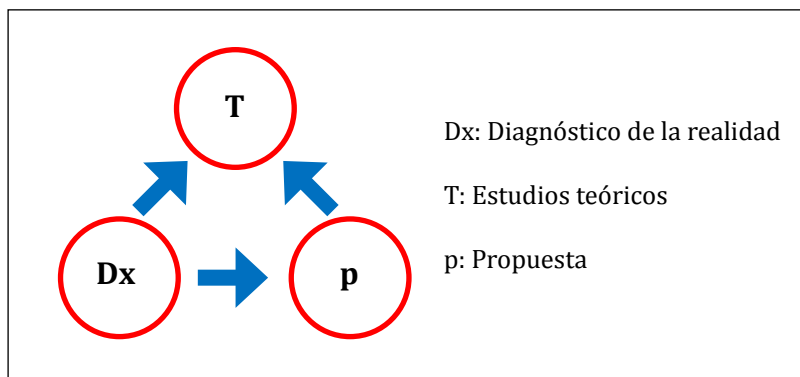 T
Dx
p
Dx: Diagnóstico de la realidad
T: Estudios teóricos
p: Propuesta